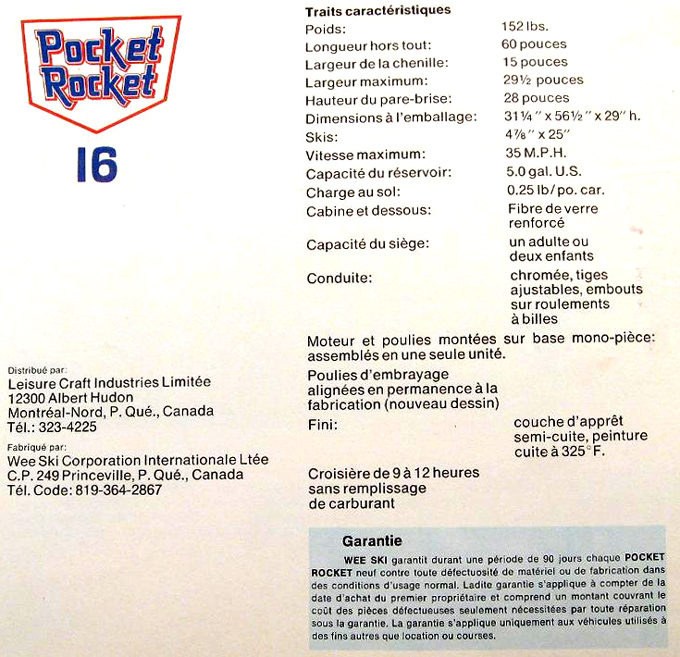 Pocket
Rocket
16
Traits caractéristiques
Poids: 152 lbs.
Longueur hors tout: 60 pouces
Largeur de la chenille: 15 pouces
Largeur maximum: 29½ pouces
Hauteur du pare-brise: 28 pouces
Dimensions à l'emballage: 31¼" x 56½" x 29" h.
Skis: 4⅞" x 25"
Vitesse maximum: 35 M.P.H.
Capacité du réservoir: 5.0 gal. U.S.
Charge au sol: 0.25 lb/po. car.
Cabine et dessous: Fibre de verre
renforcé
Capacité du siège: un adulte ou
deux enfants
Conduite: chromée, tiges
ajustables, embouts
sur roulements
à billes
Moteur et poulies montées sur base mono-pièce:
assemblés en une seule unité.
Poulies d'embrayage
alignées en permanence à la
fabrication (nouveau dessin)
Fini: couche d'apprêt
semi-cuite, peinture
cuite à 325°F.
Croisière de 9 à 12 heures
sans remplissage
de carburant
Distribué par:
Leisure Craft Industries Limitée
12300 Albert Hudon
Montréal-Nord, P. Qué., Canada
Tél.: 323-4225
Fabriqué par:
Wee Ski Corporation Internationale Ltée
C.P. 249 Princeville, P. Qué., Canada
Tél. Code: 819-364-2867
Garantie
WEE SKI garantit durant une période de 90 jours chaque POCKET
ROCKET neuf contre toute défectuosité de matériel ou de fabrication dans
des conditions d'usage normal. Ladite garantie s'applique à compter de la
date d'achat du premier propriétaire et comprend un montant couvrant le
coût des pièces défectueuses seulement nécessitées par toute réparation
sous la garantie. La garantie s'applique uniquement aux véhicules utilisés à
des fins autres que location ou courses.